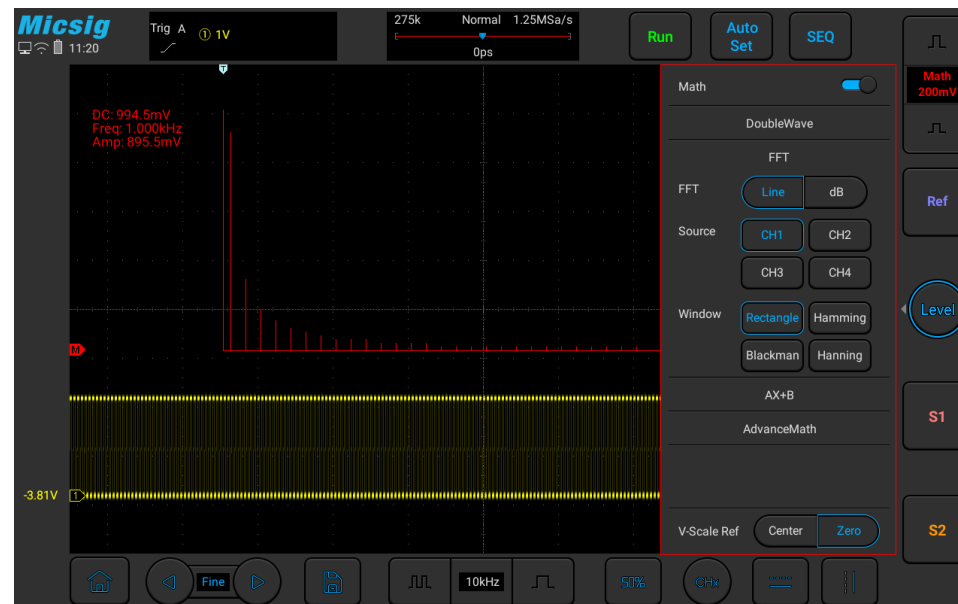 Micsig
11:20
Trig A ① 1V
275k Normal 1.25MSa/s
0ps
Run
Auto Set
SEQ
T
DC: 994.5mV
Freq: 1.000kHz
Amp: 895.5mV
M
-3.81V
1
Math
DoubleWave
FFT
FFT Line dB
Source CH1 CH2
CH3 CH4
Window Rectangle Hamming
Blackman Hanning
AX+B
AdvanceMath
V-Scale Ref Center Zero
Math
200mV
Ref
Level
S1
S2
Fine
10kHz
50%
CHx